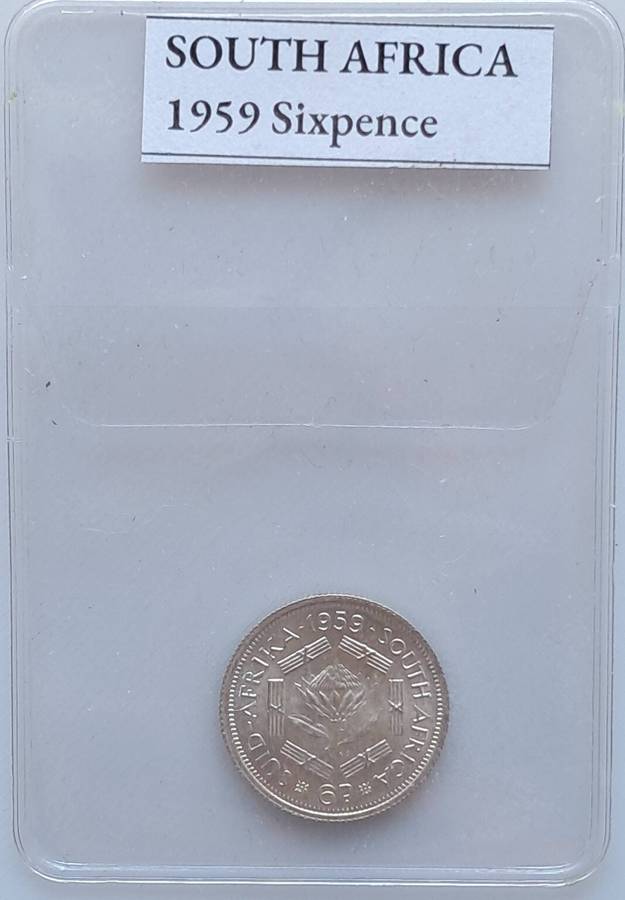 SOUTH AFRICA
1959 Sixpence
SUID-AFRIKA·1959·SOUTH AFRICA
6D